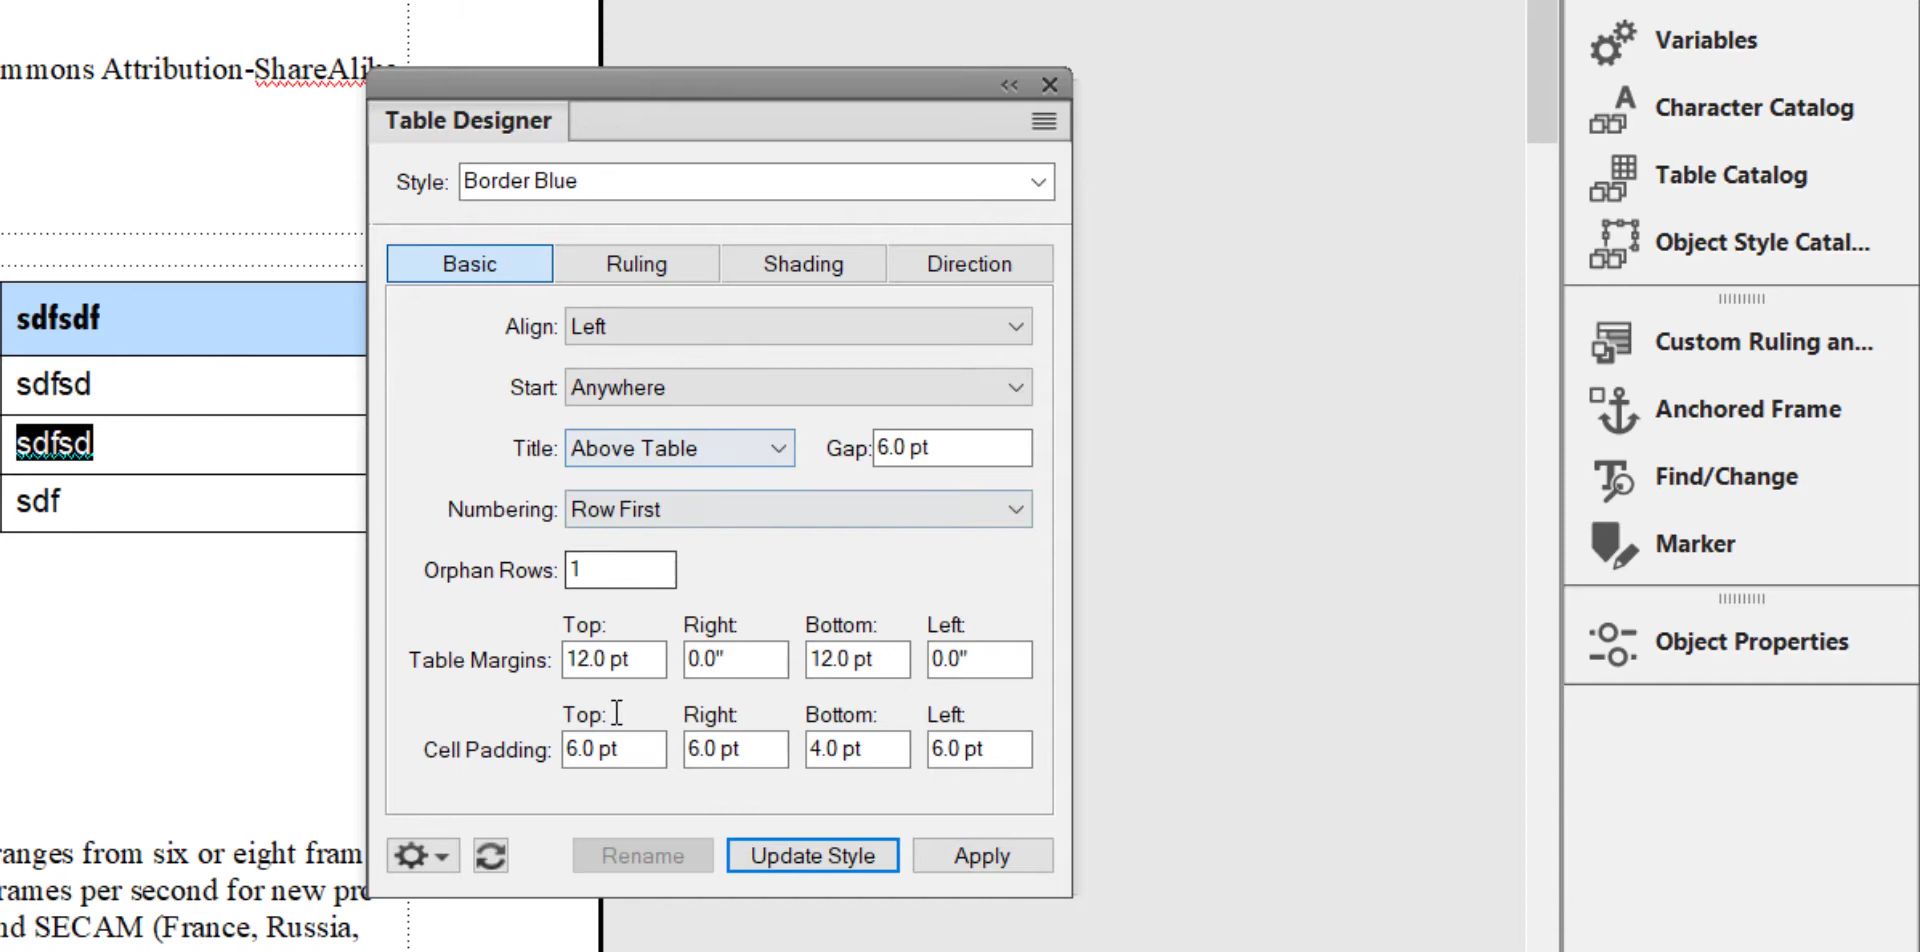 mmons Attribution-ShareAlike
sdfsdf
sdfsd
sdfsd
sdf
ranges from six or eight fram
rames per second for new pro
nd SECAM (France, Russia,
Table Designer
Style: Border Blue
Basic Ruling Shading Direction
Align: Left
Start: Anywhere
Title: Above Table Gap: 6.0 pt
Numbering: Row First
Orphan Rows: 1
Top: Right: Bottom: Left:
Table Margins: 12.0 pt 0.0" 12.0 pt 0.0"
Top: Right: Bottom: Left:
Cell Padding: 6.0 pt 6.0 pt 4.0 pt 6.0 pt
Rename Update Style Apply
Variables
Character Catalog
Table Catalog
Object Style Catal...
Custom Ruling an...
Anchored Frame
Find/Change
Marker
Object Properties